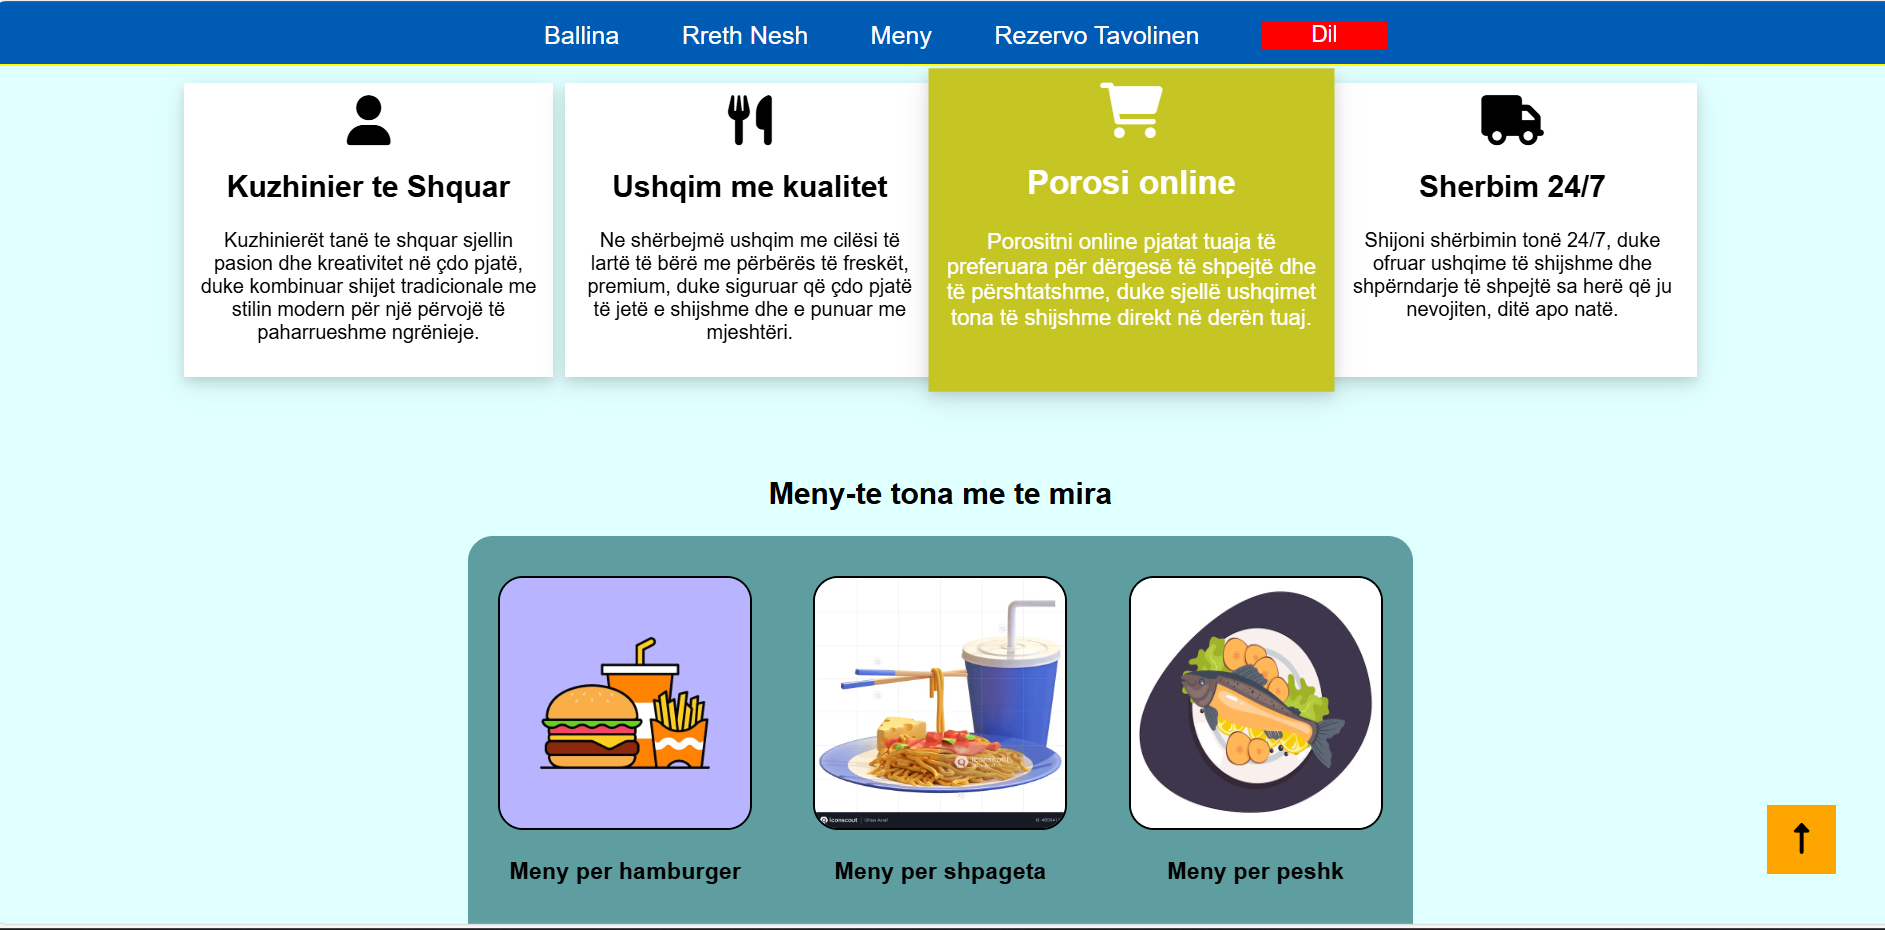 Ballina
Rreth Nesh
Meny
Rezervo Tavolinen
Dil
Kuzhinier te Shquar
Kuzhinierët tanë te shquar sjellin
pasion dhe kreativitet në çdo pjatë,
duke kombinuar shijet tradicionale me
stilin modern për një përvojë të
paharrueshme ngrënieje.
Ushqim me kualitet
Ne shërbejmë ushqim me cilësi të
lartë të bërë me përbërës të freskët,
premium, duke siguruar që çdo pjatë
të jetë e shijshme dhe e punuar me
mjeshtëri.
Porosi online
Porositni online pjatat tuaja të
preferuara për dërgesë të shpejtë dhe
të përshtatshme, duke sjellë ushqimet
tona të shijshme direkt në derën tuaj.
Sherbim 24/7
Shijoni shërbimin tonë 24/7, duke
ofruar ushqime të shijshme dhe
shpërndarje të shpejtë sa herë që ju
nevojiten, ditë apo natë.
Meny-te tona me te mira
iconscout
iconscout
Meny per hamburger
Meny per shpageta
Meny per peshk